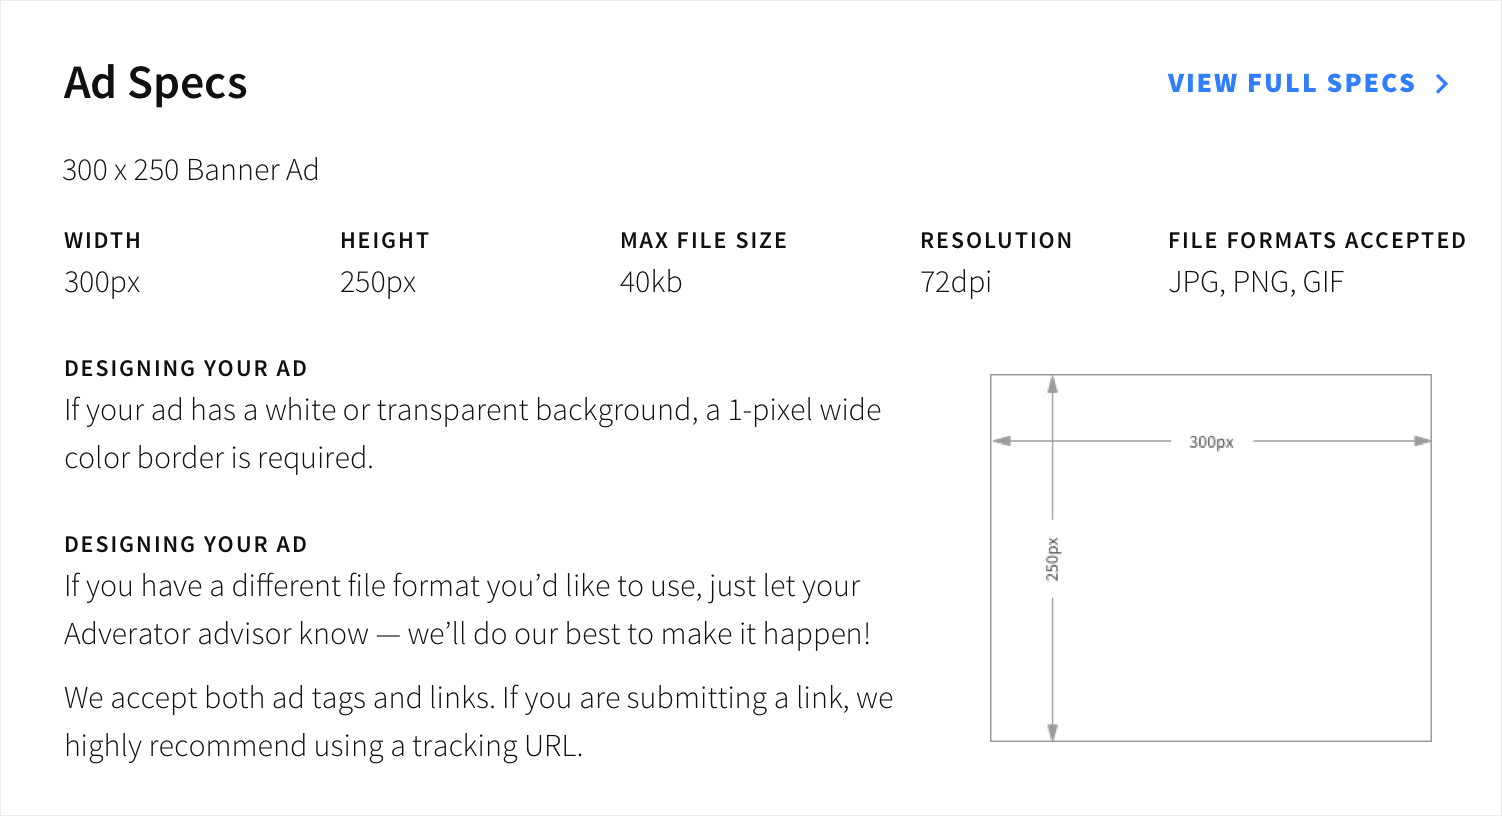 Ad Specs
VIEW FULL SPECS
300 x 250 Banner Ad
WIDTH
300px
HEIGHT
250px
MAX FILE SIZE
40kb
RESOLUTION
72dpi
FILE FORMATS ACCEPTED
JPG, PNG, GIF
DESIGNING YOUR AD
If your ad has a white or transparent background, a 1-pixel wide
color border is required.
DESIGNING YOUR AD
If you have a different file format you’d like to use, just let your
Adverator advisor know — we’ll do our best to make it happen!
We accept both ad tags and links. If you are submitting a link, we
highly recommend using a tracking URL.
300px
250px